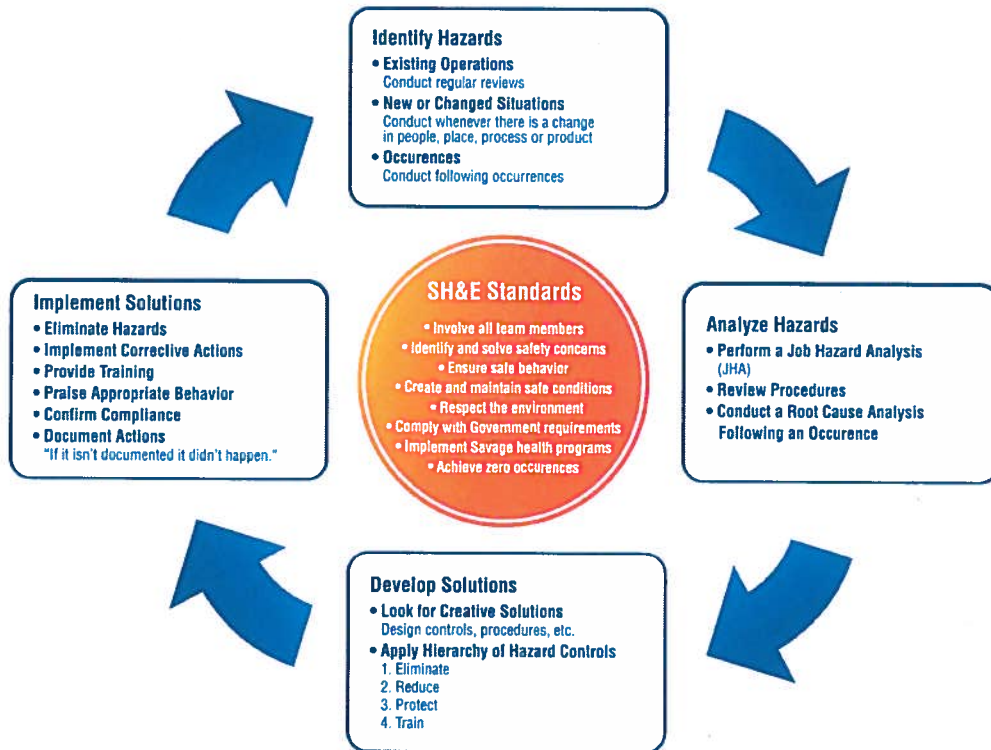 Identify Hazards
• Existing Operations
Conduct regular reviews
• New or Changed Situations
Conduct whenever there is a change
in people, place, process or product
• Occurences
Conduct following occurrences
Implement Solutions
• Eliminate Hazards
• Implement Corrective Actions
• Provide Training
• Praise Appropriate Behavior
• Confirm Compliance
• Document Actions
"If it isn't documented it didn't happen."
SH&E Standards
• Involve all team members
• Identify and solve safety concerns
• Ensure safe behavior
• Create and maintain safe conditions
• Respect the environment
• Comply with Government requirements
• Implement Savage health programs
• Achieve zero occurences
Analyze Hazards
• Perform a Job Hazard Analysis
(JHA)
• Review Procedures
• Conduct a Root Cause Analysis
Following an Occurence
Develop Solutions
• Look for Creative Solutions
Design controls, procedures, etc.
• Apply Hierarchy of Hazard Controls
1. Eliminate
2. Reduce
3. Protect
4. Train